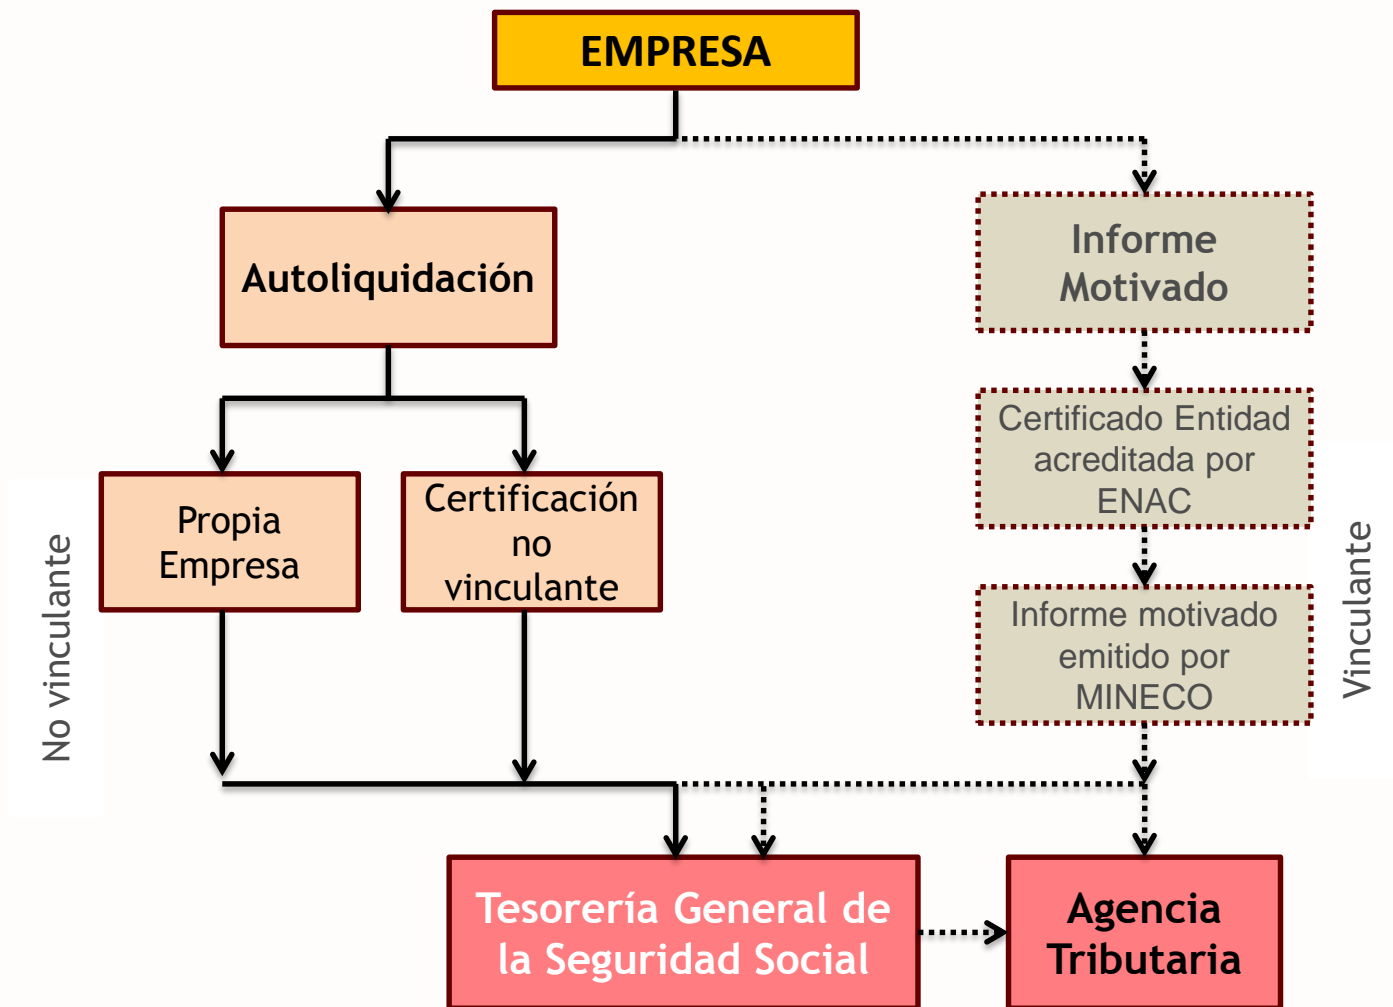 EMPRESA
Autoliquidación
Informe
Motivado
Certificado Entidad
acreditada por
ENAC
Propia
Empresa
Certificación
no
vinculante
Informe motivado
emitido por
MINECO
No vinculante
Vinculante
Tesorería General de
la Seguridad Social
Agencia
Tributaria